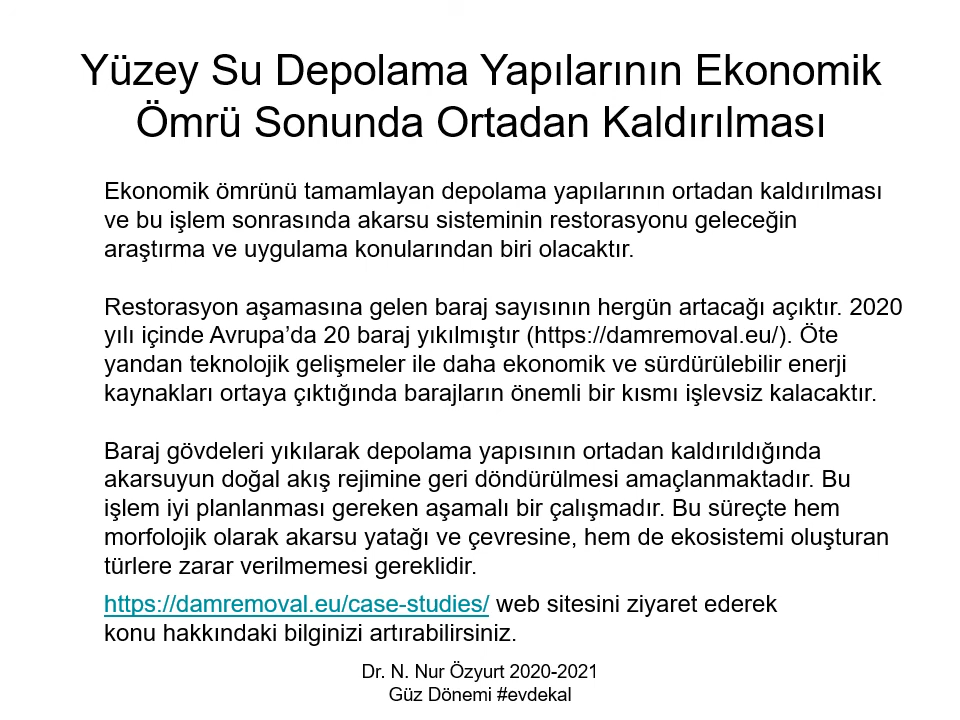 Yüzey Su Depolama Yapılarının Ekonomik
Ömrü Sonunda Ortadan Kaldırılması
Ekonomik ömrünü tamamlayan depolama yapılarının ortadan kaldırılması
ve bu işlem sonrasında akarsu sisteminin restorasyonu geleceğin
araştırma ve uygulama konularından biri olacaktır.
Restorasyon aşamasına gelen baraj sayısının hergün artacağı açıktır. 2020
yılı içinde Avrupa’da 20 baraj yıkılmıştır (https://damremoval.eu/). Öte
yandan teknolojik gelişmeler ile daha ekonomik ve sürdürülebilir enerji
kaynakları ortaya çıktığında barajların önemli bir kısmı işlevsiz kalacaktır.
Baraj gövdeleri yıkılarak depolama yapısının ortadan kaldırıldığında
akarsuyun doğal akış rejimine geri döndürülmesi amaçlanmaktadır. Bu
işlem iyi planlanması gereken aşamalı bir çalışmadır. Bu süreçte hem
morfolojik olarak akarsu yatağı ve çevresine, hem de ekosistemi oluşturan
türlere zarar verilmemesi gereklidir.
https://damremoval.eu/case-studies/ web sitesini ziyaret ederek
konu hakkındaki bilginizi artırabilirsiniz.
Dr. N. Nur Özyurt 2020-2021
Güz Dönemi #evdekal